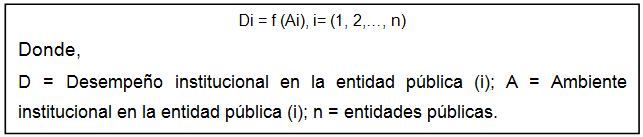 Di = f (Ai), i= (1, 2,…, n)
Donde,
D = Desempeño institucional en la entidad pública (i); A = Ambiente
institucional en la entidad pública (i); n = entidades públicas.